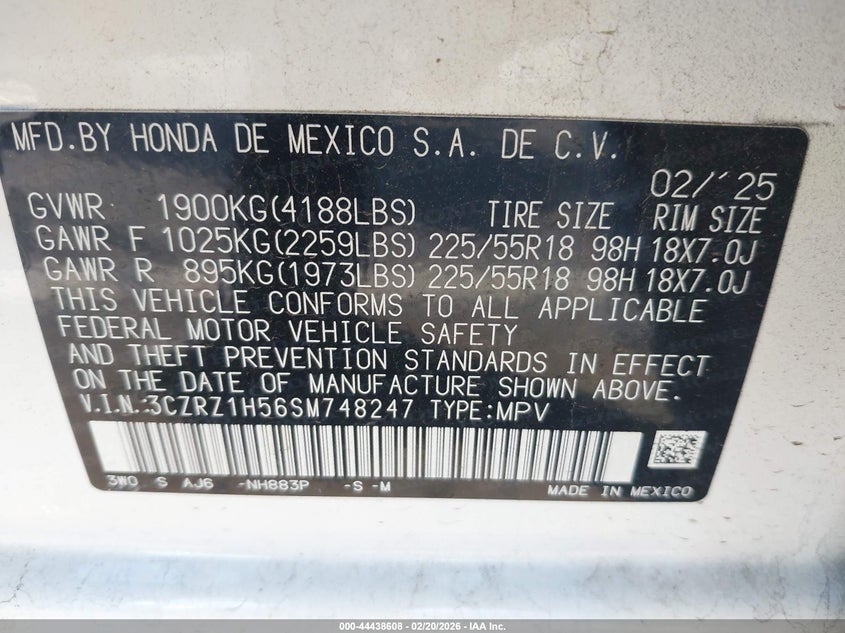 MFD.BY HONDA DE MEXICO S.A. DE C.V.
02/'25
GVWR 1900KG(4188LBS) TIRE SIZE RIM SIZE
GAWR F 1025KG(2259LBS) 225/55R18 98H 18X7.0J
GAWR R 895KG(1973LBS) 225/55R18 98H 18X7.0J
THIS VEHICLE CONFORMS TO ALL APPLICABLE
FEDERAL MOTOR VEHICLE SAFETY
AND THEFT PREVENTION STANDARDS IN EFFECT
ON THE DATE OF MANUFACTURE SHOWN ABOVE.
V.I.N.:3CZRZ1H56SM748247 TYPE:MPV
3W0 S AJ6 -NH883P -S -M MADE IN MEXICO
000-44438608 - 02/20/2026 - IAA Inc.